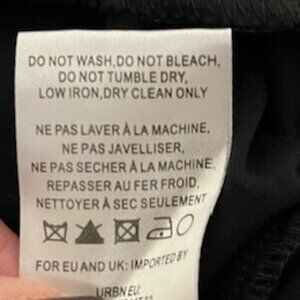 DO NOT WASH,DO NOT BLEACH,
DO NOT TUMBLE DRY,
LOW IRON,DRY CLEAN ONLY
NE PAS LAVER À LA MACHINE,
NE PAS JAVELLISER,
NE PAS SECHER À LA MACHINE,
REPASSER AU FER FROID,
NETTOYER À SEC SEULEMENT
FOR EU AND UK: IMPORTED BY
URBN EU: